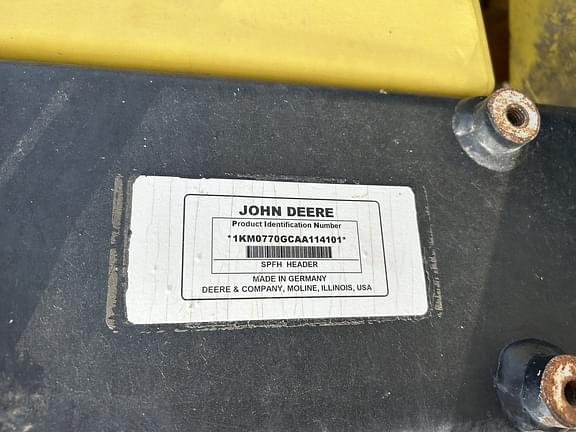 JOHN DEERE
Product Identification Number
*1KM0770GCAA114101*
SPFH HEADER
MADE IN GERMANY
DEERE & COMPANY, MOLINE, ILLINOIS, USA